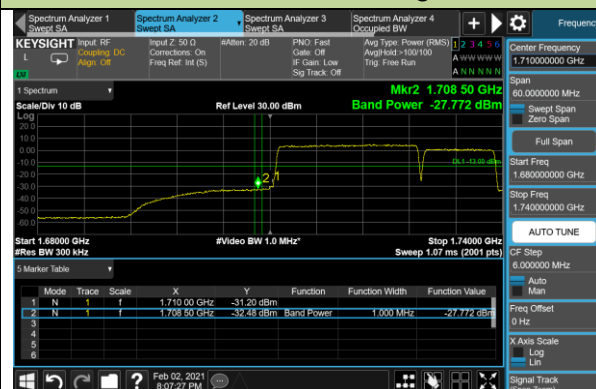 Spectrum Analyzer 1
Swept SA
Spectrum Analyzer 2
Swept SA
Spectrum Analyzer 3
Swept SA
Spectrum Analyzer 4
Occupied BW
Frequenc
KEYSIGHT Input: RF
L
Coupling: DC
Align: Off
Input Z: 50 Ω
Corrections: On
Freq Ref: Int (S)
#Atten: 20 dB
PNO: Fast
Gate: Off
IF Gain: Low
Sig Track: Off
Avg Type: Power (RMS)
Avg|Hold:>100/100
Trig: Free Run
1 2 3 4 5 6
A W W W W W
A N N N N N
1 Spectrum
Scale/Div 10 dB
Ref Level 30.00 dBm
Mkr2 1.708 50 GHz
Band Power -27.772 dBm
Log
20.0
10.0
0.00
-10.0
-20.0
-30.0
-40.0
-50.0
-60.0
DL1 -13.00 dBm
2
Start 1.68000 GHz
#Res BW 300 kHz
#Video BW 1.0 MHz*
Stop 1.74000 GHz
Sweep 1.07 ms (2001 pts)
5 Marker Table
Mode Trace Scale X Y Function Function Width Function Value
1 N 1 f 1.710 00 GHz -31.20 dBm
2 N 1 f 1.708 50 GHz -32.48 dBm Band Power 1.000 MHz -27.772 dBm
3
4
5
6
Feb 02, 2021
8:07:27 PM
Center Frequency
1.710000000 GHz
Span
60.0000000 MHz
Swept Span
Zero Span
Full Span
Start Freq
1.680000000 GHz
Stop Freq
1.740000000 GHz
AUTO TUNE
CF Step
6.000000 MHz
Auto
Man
Freq Offset
0 Hz
X Axis Scale
Log
Lin
Signal Track